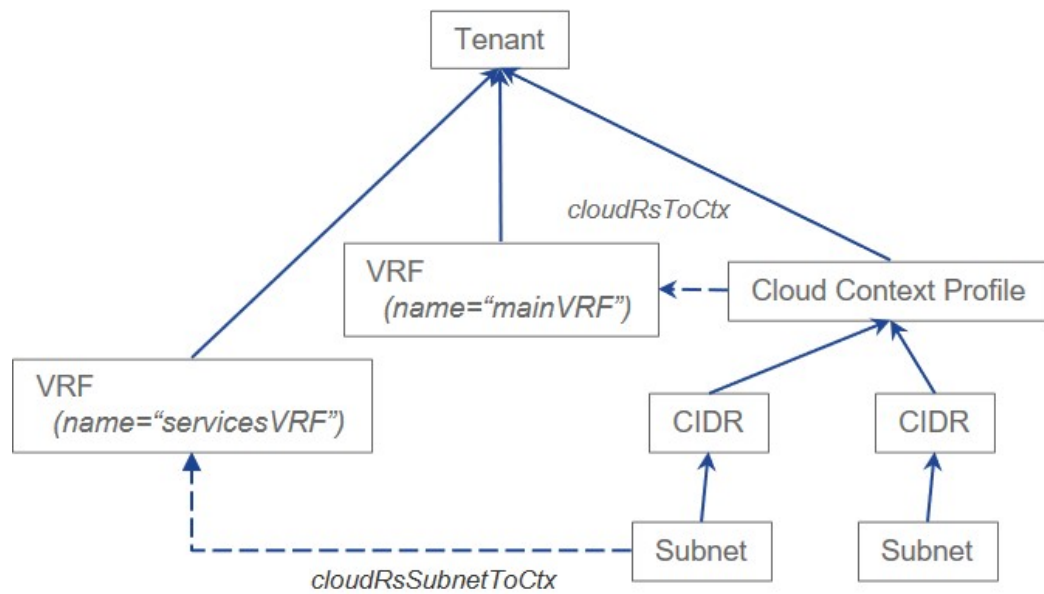 Tenant
cloudRsToCtx
VRF
(name=“mainVRF”)
Cloud Context Profile
VRF
(name=“servicesVRF”)
CIDR
CIDR
Subnet
Subnet
cloudRsSubnetToCtx